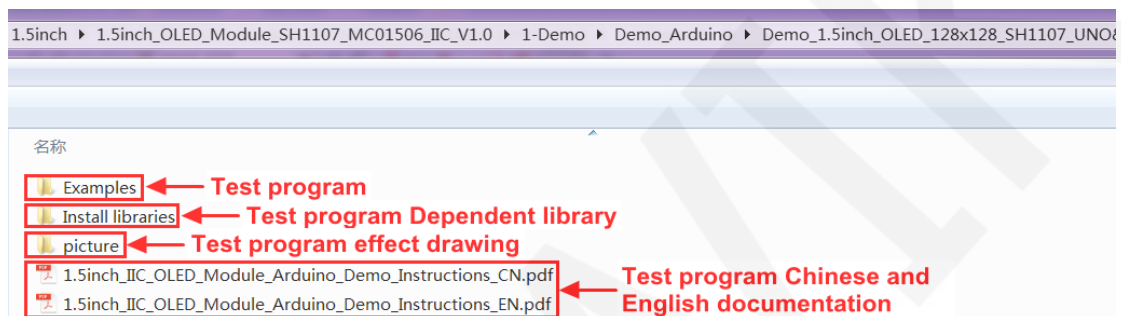 1.5inch ▸ 1.5inch_OLED_Module_SH1107_MC01506_IIC_V1.0 ▸ 1-Demo ▸ Demo_Arduino ▸ Demo_1.5inch_OLED_128x128_SH1107_UNO&
名称
Examples Test program
Install libraries Test program Dependent library
picture Test program effect drawing
1.5inch_IIC_OLED_Module_Arduino_Demo_Instructions_CN.pdf Test program Chinese and
1.5inch_IIC_OLED_Module_Arduino_Demo_Instructions_EN.pdf English documentation